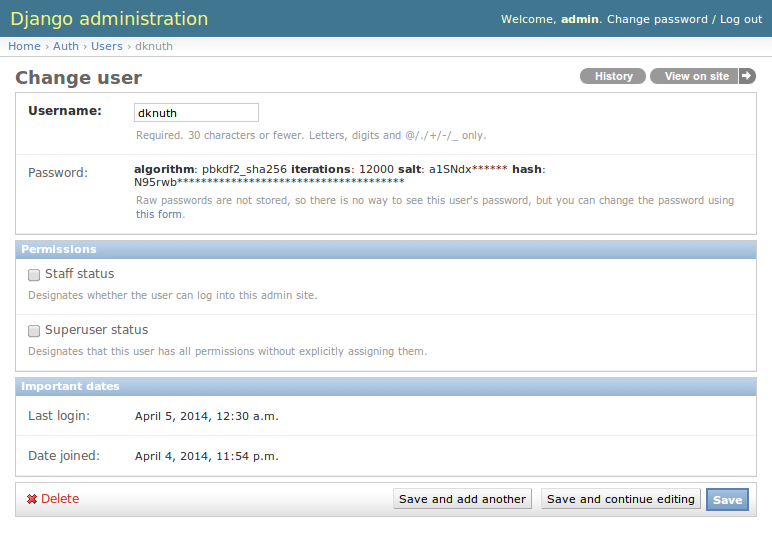 Django administration
Welcome, admin. Change password / Log out
Home › Auth › Users › dknuth
Change user
History
View on site
Username:
dknuth
Required. 30 characters or fewer. Letters, digits and @/./+/-/_ only.
Password:
algorithm: pbkdf2_sha256 iterations: 12000 salt: a1SNdx****** hash:
N95rwb**************************************
Raw passwords are not stored, so there is no way to see this user's password, but you can change the password using
this form.
Permissions
Staff status
Designates whether the user can log into this admin site.
Superuser status
Designates that this user has all permissions without explicitly assigning them.
Important dates
Last login:
April 5, 2014, 12:30 a.m.
Date joined:
April 4, 2014, 11:54 p.m.
Delete
Save and add another
Save and continue editing
Save